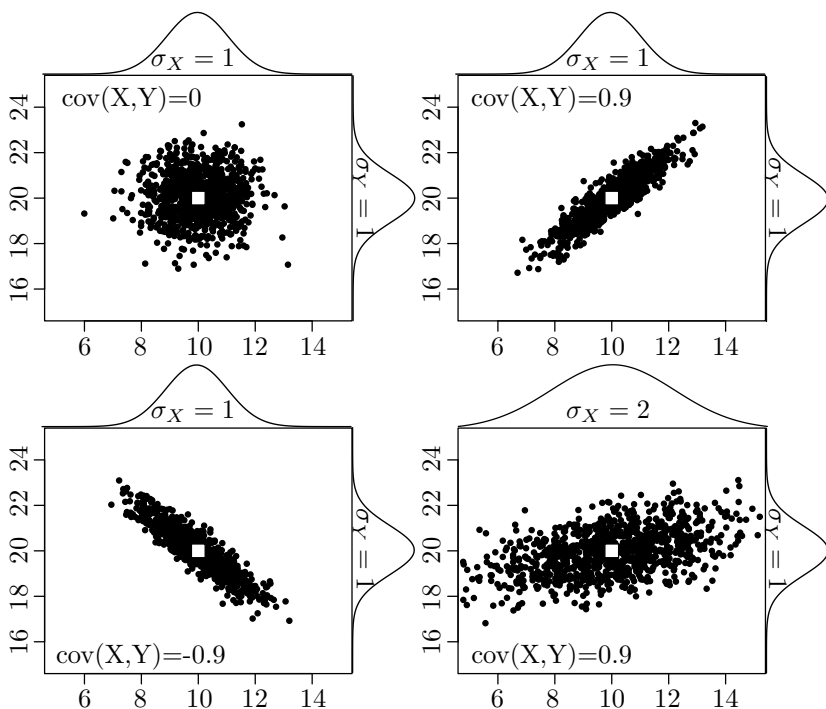 σX = 1
cov(X,Y)=0
σY = 1
16 18 20 22 24
6 8 10 12 14
σX = 1
cov(X,Y)=0.9
σY = 1
16 18 20 22 24
6 8 10 12 14
σX = 1
cov(X,Y)=-0.9
σY = 1
16 18 20 22 24
6 8 10 12 14
σX = 2
cov(X,Y)=0.9
σY = 1
16 18 20 22 24
6 8 10 12 14